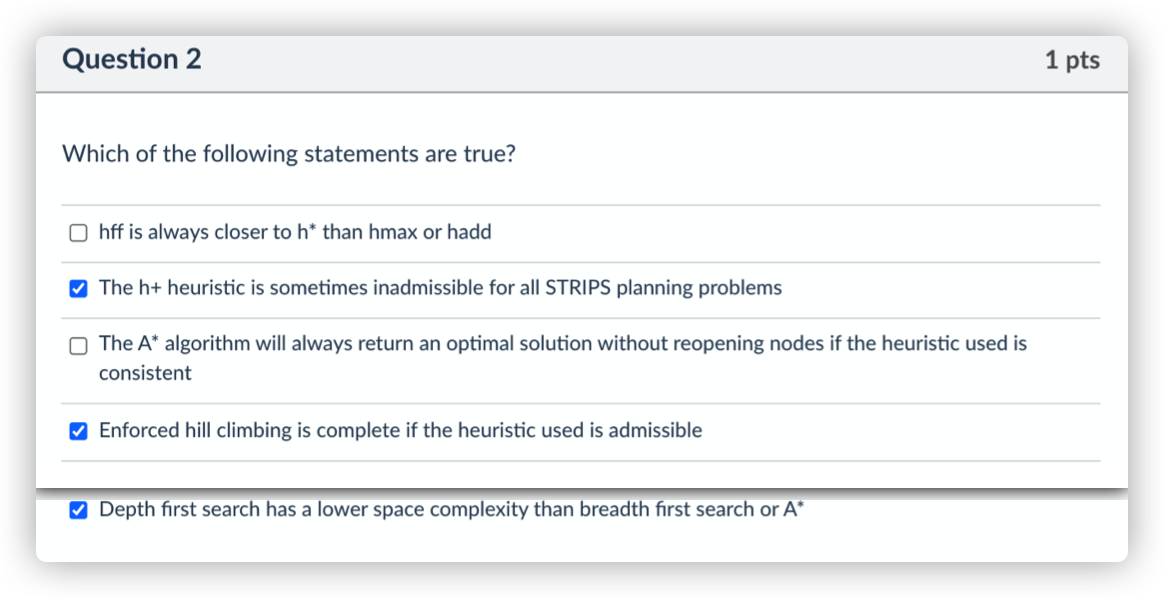 Question 2
1 pts
Which of the following statements are true?
hff is always closer to h* than hmax or hadd
The h+ heuristic is sometimes inadmissible for all STRIPS planning problems
The A* algorithm will always return an optimal solution without reopening nodes if the heuristic used is
consistent
Enforced hill climbing is complete if the heuristic used is admissible
Depth first search has a lower space complexity than breadth first search or A*